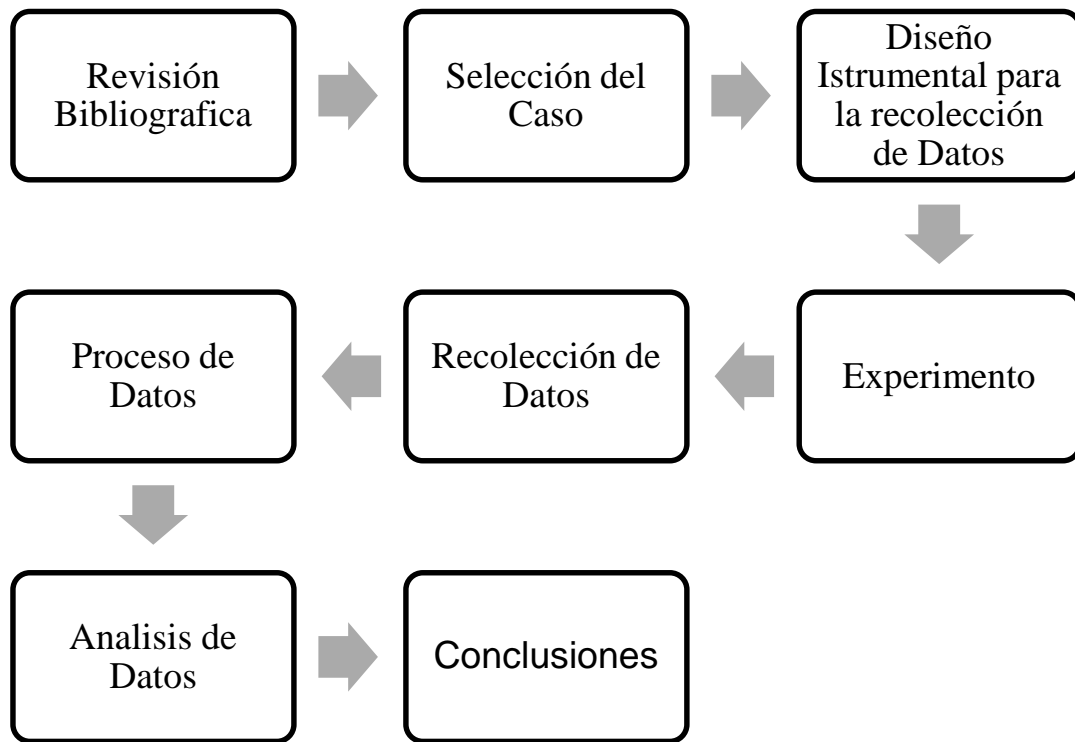 Revisión
Bibliografica
Selección del
Caso
Diseño
Istrumental para
la recolección
de Datos
Experimento
Recolección de
Datos
Proceso de
Datos
Analisis de
Datos
Conclusiones